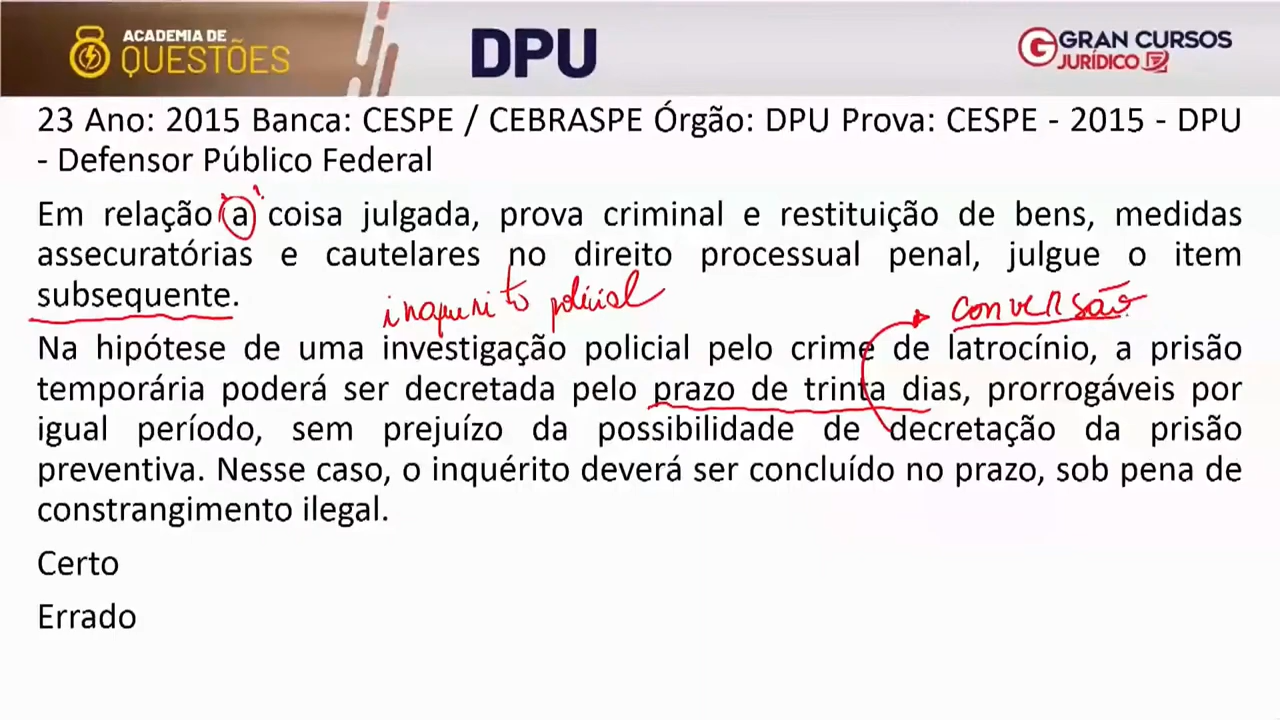 ACADEMIA DE
QUESTÕES
DPU
GRAN CURSOS
JURÍDICO
23 Ano: 2015 Banca: CESPE / CEBRASPE Órgão: DPU Prova: CESPE - 2015 - DPU
- Defensor Público Federal
Em relação a coisa julgada, prova criminal e restituição de bens, medidas
assecuratórias e cautelares no direito processual penal, julgue o item
subsequente.
inquerito policial
conversão
Na hipótese de uma investigação policial pelo crime de latrocínio, a prisão
temporária poderá ser decretada pelo prazo de trinta dias, prorrogáveis por
igual período, sem prejuízo da possibilidade de decretação da prisão
preventiva. Nesse caso, o inquérito deverá ser concluído no prazo, sob pena de
constrangimento ilegal.
Certo
Errado